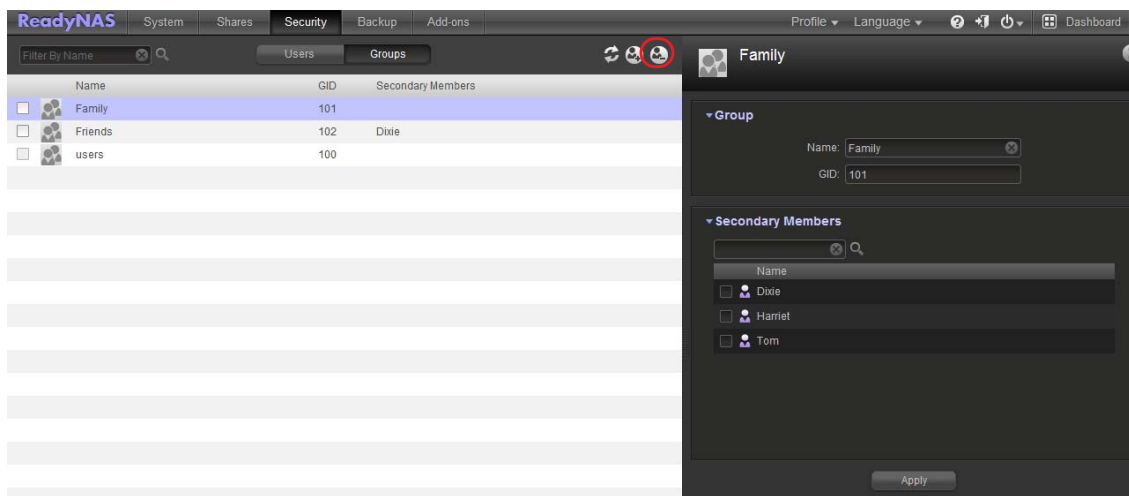 ReadyNAS System Shares Security Backup Add-ons Profile Language Dashboard
Filter By Name Users Groups
Name GID Secondary Members
Family 101
Friends 102 Dixie
users 100
Family
Group
Name: Family
GID: 101
Secondary Members
Name
Dixie
Harriet
Tom
Apply